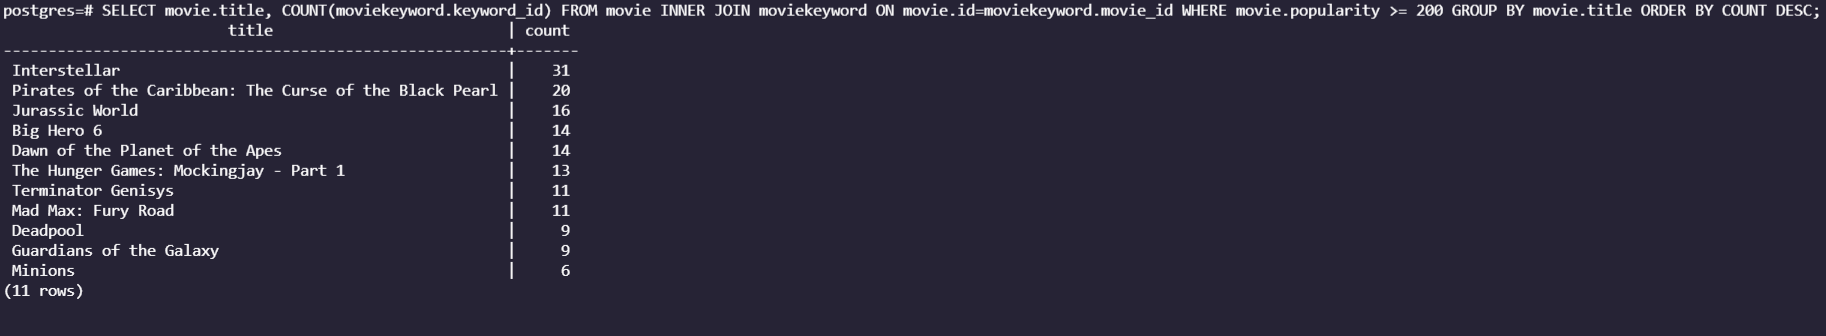 postgres=# SELECT movie.title, COUNT(moviekeyword.keyword_id) FROM movie INNER JOIN moviekeyword ON movie.id=moviekeyword.movie_id WHERE movie.popularity >= 200 GROUP BY movie.title ORDER BY COUNT DESC;
                         title                          | count
--------------------------------------------------------+-------
 Interstellar                                           |    31
 Pirates of the Caribbean: The Curse of the Black Pearl |    20
 Jurassic World                                         |    16
 Big Hero 6                                             |    14
 Dawn of the Planet of the Apes                         |    14
 The Hunger Games: Mockingjay - Part 1                  |    13
 Terminator Genisys                                     |    11
 Mad Max: Fury Road                                     |    11
 Deadpool                                               |     9
 Guardians of the Galaxy                                |     9
 Minions                                                |     6
(11 rows)